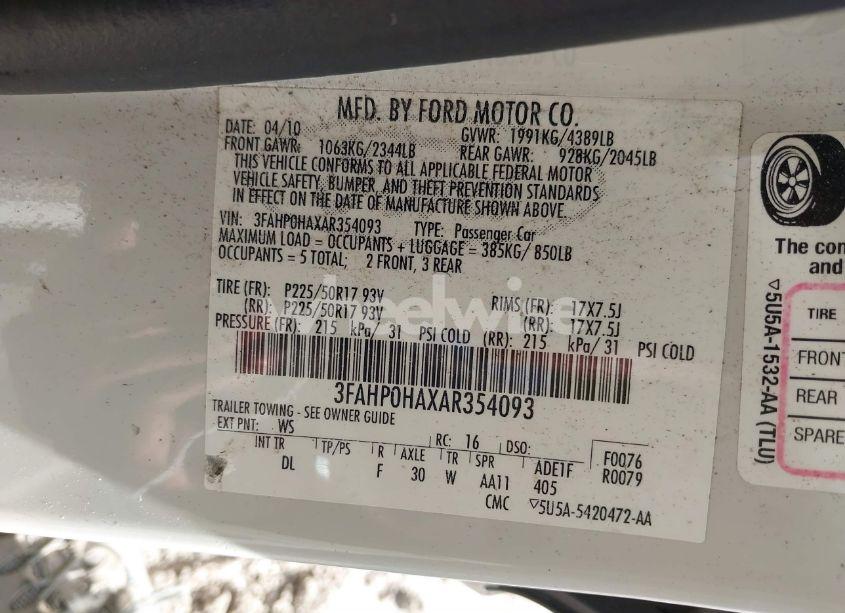 MFD. BY FORD MOTOR CO.
DATE: 04/10 GVWR: 1991KG/4389LB
FRONT GAWR: 1063KG/2344LB REAR GAWR: 928KG/2045LB
THIS VEHICLE CONFORMS TO ALL APPLICABLE FEDERAL MOTOR
VEHICLE SAFETY, BUMPER, AND THEFT PREVENTION STANDARDS
IN EFFECT ON THE DATE OF MANUFACTURE SHOWN ABOVE.
VIN: 3FAHP0HAXAR354093 TYPE: Passenger Car
MAXIMUM LOAD = OCCUPANTS + LUGGAGE = 385KG/ 850LB
OCCUPANTS = 5 TOTAL; 2 FRONT, 3 REAR
TIRE (FR): P225/50R17 93V RIMS (FR): 17X7.5J
(RR): P225/50R17 93V (RR): 17X7.5J
PRESSURE (FR): 215 kPa/ 31 PSI COLD (RR): 215 kPa/ 31 PSI COLD
3FAHP0HAXAR354093
TRAILER TOWING - SEE OWNER GUIDE
EXT PNT: WS RC: 16 DSO: F0076
INT TR TP/PS R AXLE TR SPR ADE1F R0079
DL F 30 W AA11 405
CMC ▽5U5A-5420472-AA
wheelwire
The con
and
▽5U5A-1532-AA (TLU)
TIRE
FRONT
REAR
SPARE